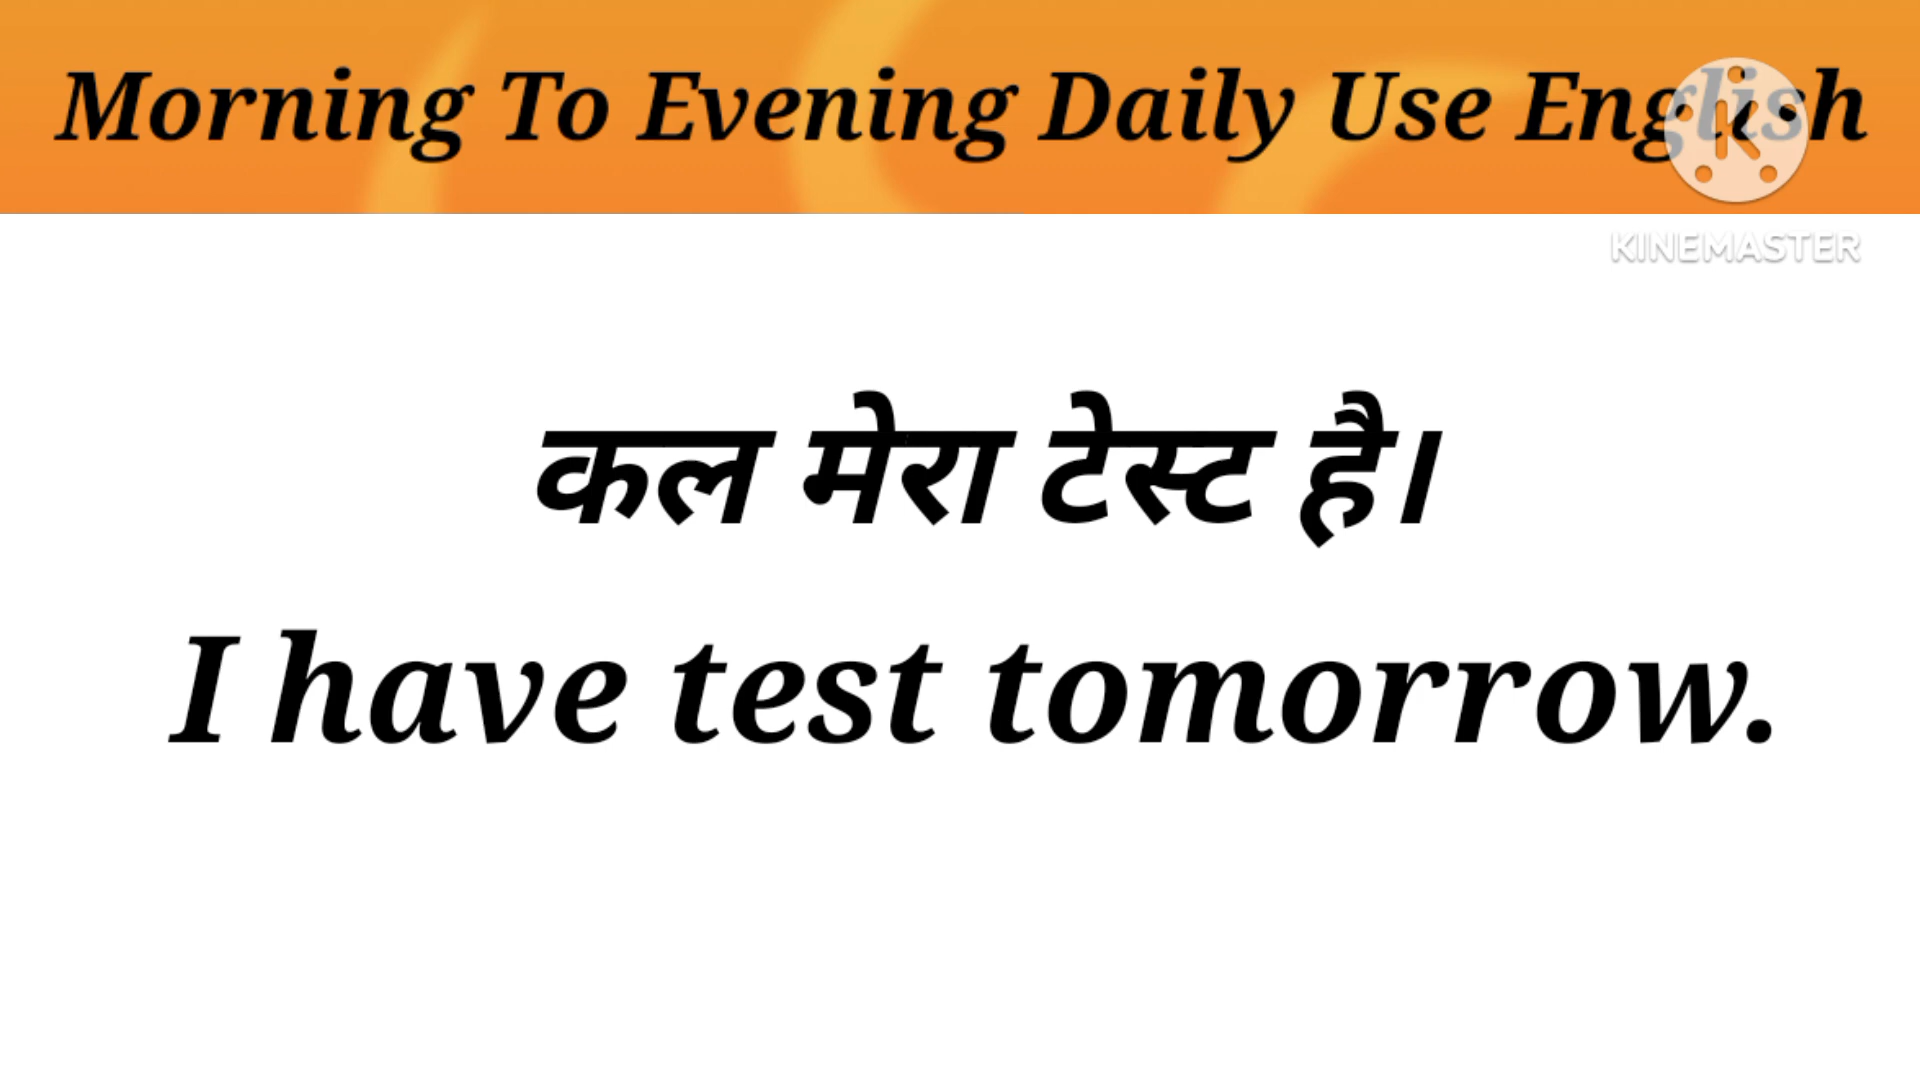 Morning To Evening Daily Use English
KINEMASTER
कल मेरा टेस्ट है।
I have test tomorrow.